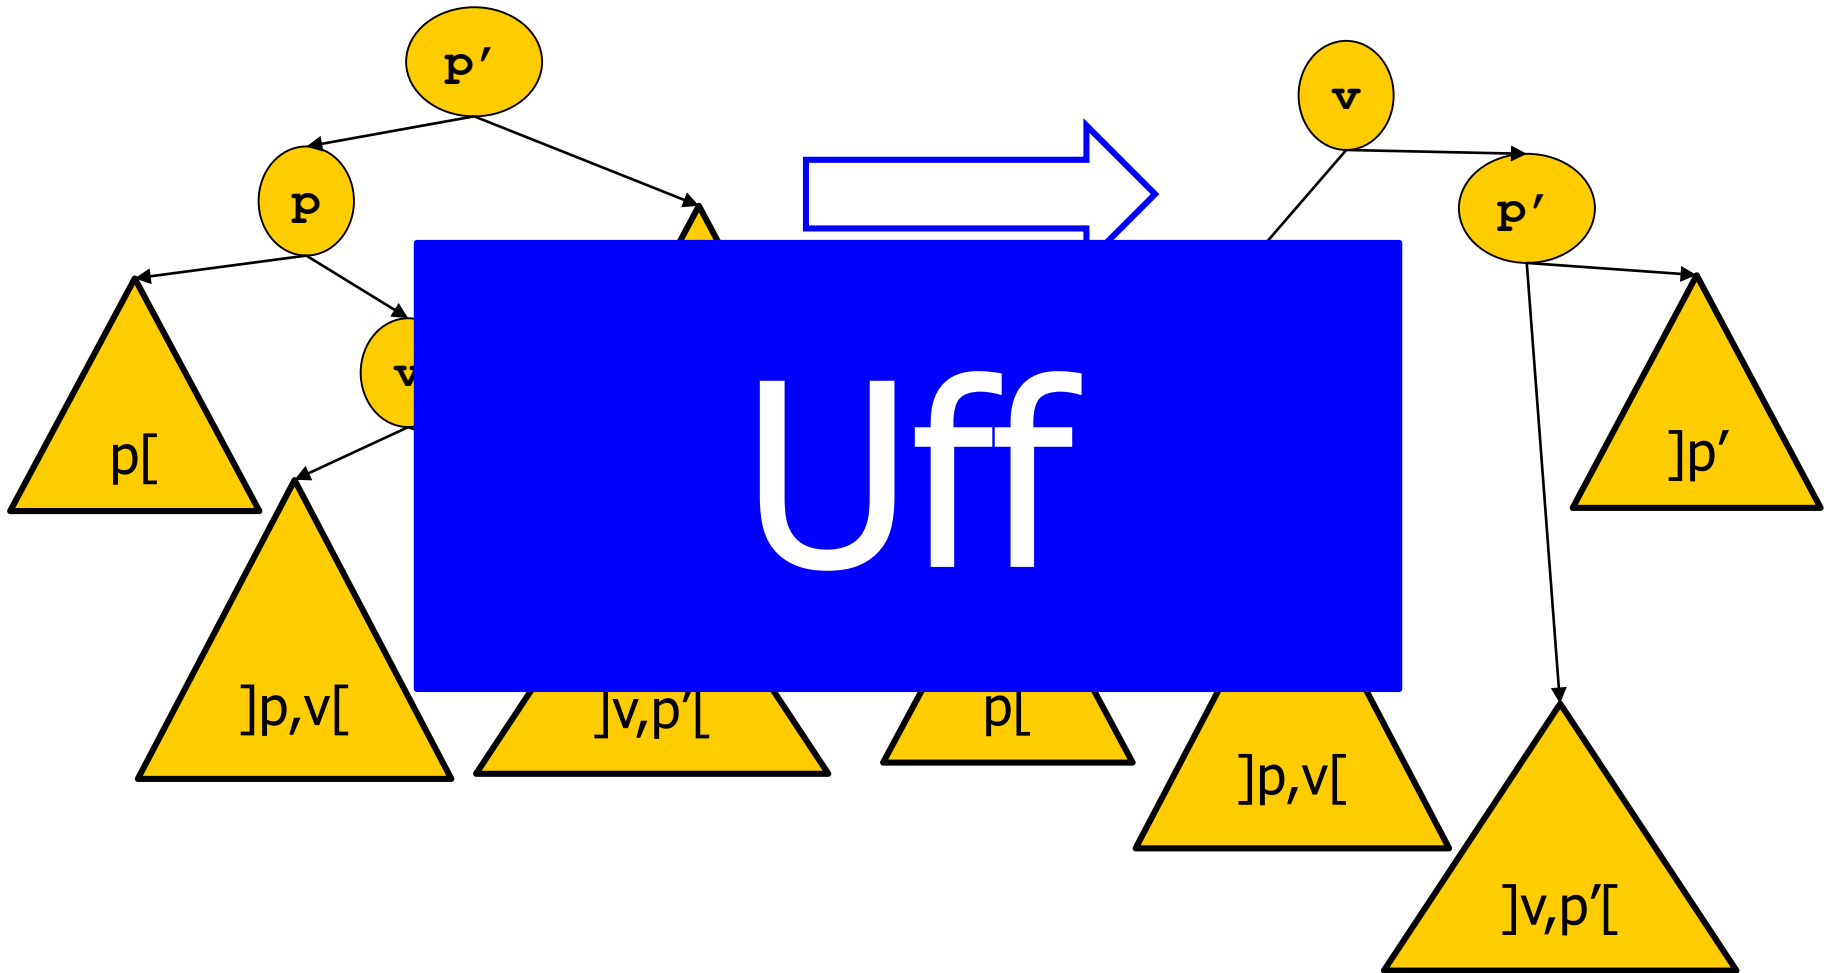 p’
v
p
p’
v
Uff
p[
]p’
]p,v[
]v,p’[
p[
]p,v[
]v,p’[